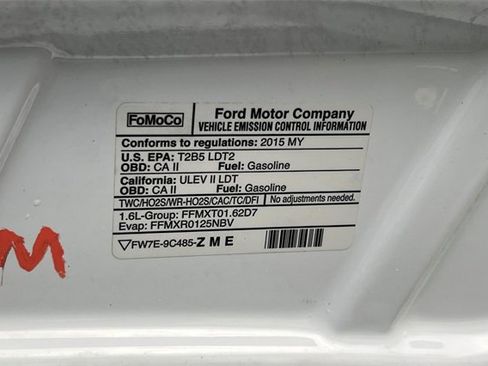 FoMoCo
Ford Motor Company
VEHICLE EMISSION CONTROL INFORMATION
Conforms to regulations: 2015 MY
U.S. EPA: T2B5 LDT2
OBD: CA II Fuel: Gasoline
California: ULEV II LDT
OBD: CA II Fuel: Gasoline
TWC/HO2S/WR-HO2S/CAC/TC/DFI No adjustments needed.
1.6L-Group: FFMXT01.62D7
Evap: FFMXR0125NBV
FW7E-9C485-ZME
M